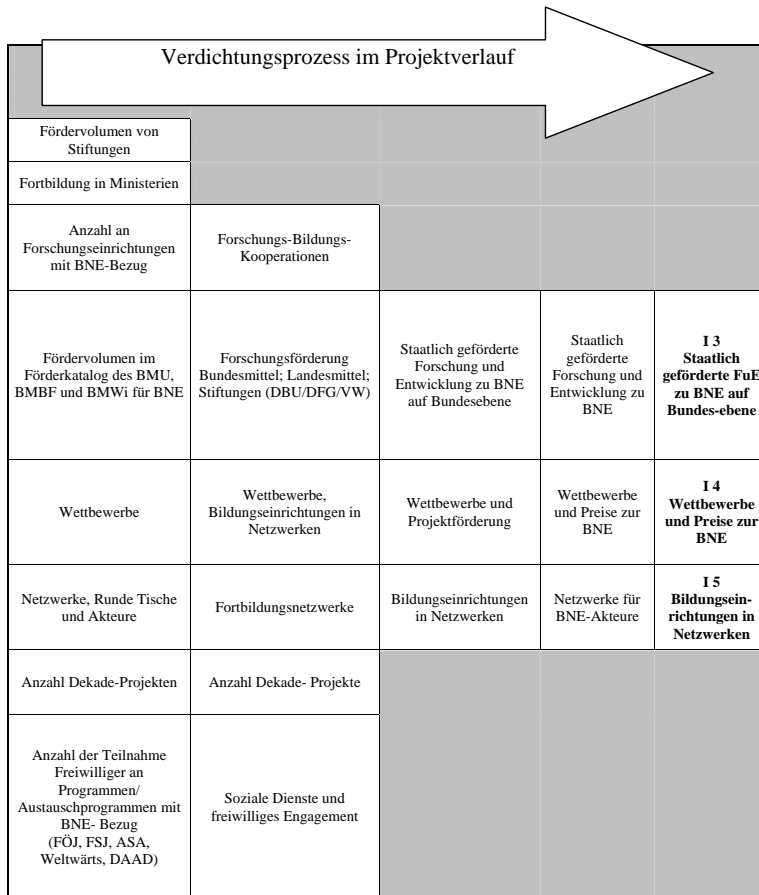 Verdichtungsprozess im Projektverlauf
Fördervolumen von
Stiftungen
Fortbildung in Ministerien
Anzahl an
Forschungseinrichtungen
mit BNE-Bezug
Forschungs-Bildungs-
Kooperationen
Fördervolumen im
Förderkatalog des BMU,
BMBF und BMWi für BNE
Forschungsförderung
Bundesmittel; Landesmittel;
Stiftungen (DBU/DFG/VW)
Staatlich geförderte
Forschung und
Entwicklung zu BNE
auf Bundesebene
Staatlich
geförderte
Forschung und
Entwicklung zu
BNE
I 3
Staatlich
geförderte FuE
zu BNE auf
Bundes-ebene
Wettbewerbe
Wettbewerbe,
Bildungseinrichtungen in
Netzwerken
Wettbewerbe und
Projektförderung
Wettbewerbe
und Preise zur
BNE
I 4
Wettbewerbe
und Preise zur
BNE
Netzwerke, Runde Tische
und Akteure
Fortbildungsnetzwerke
Bildungseinrichtungen
in Netzwerken
Netzwerke für
BNE-Akteure
I 5
Bildungsein-
richtungen in
Netzwerken
Anzahl Dekade-Projekten
Anzahl Dekade- Projekte
Anzahl der Teilnahme
Freiwilliger an
Programmen/
Austauschprogrammen mit
BNE- Bezug
(FÖJ, FSJ, ASA,
Weltwärts, DAAD)
Soziale Dienste und
freiwilliges Engagement